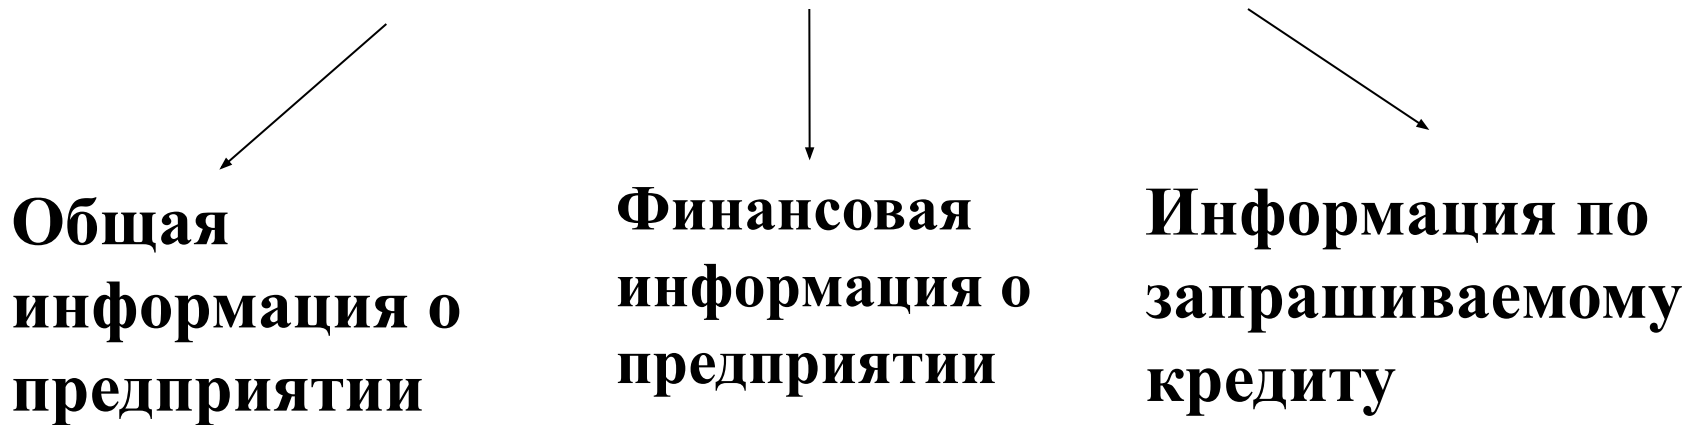 Общая
информация о
предприятии
Финансовая
информация о
предприятии
Информация по
запрашиваемому
кредиту